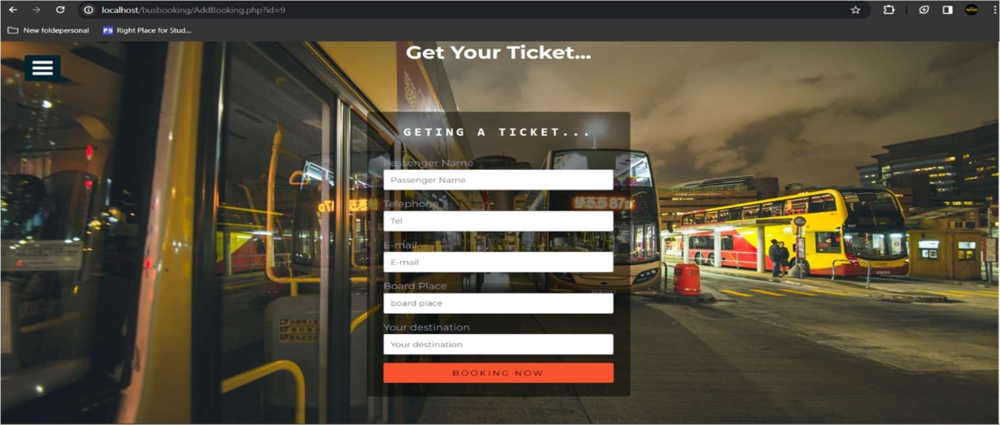 localhost/busbooking/AddBooking.php?id=9
New foldepersonal
PS Right Place for Stud...
Get Your Ticket...
GETING A TICKET...
Passenger Name
Passenger Name
Telephone
Tel
E-mail
E-mail
Board Place
board place
Your destination
Your destination
BOOKING NOW
87D